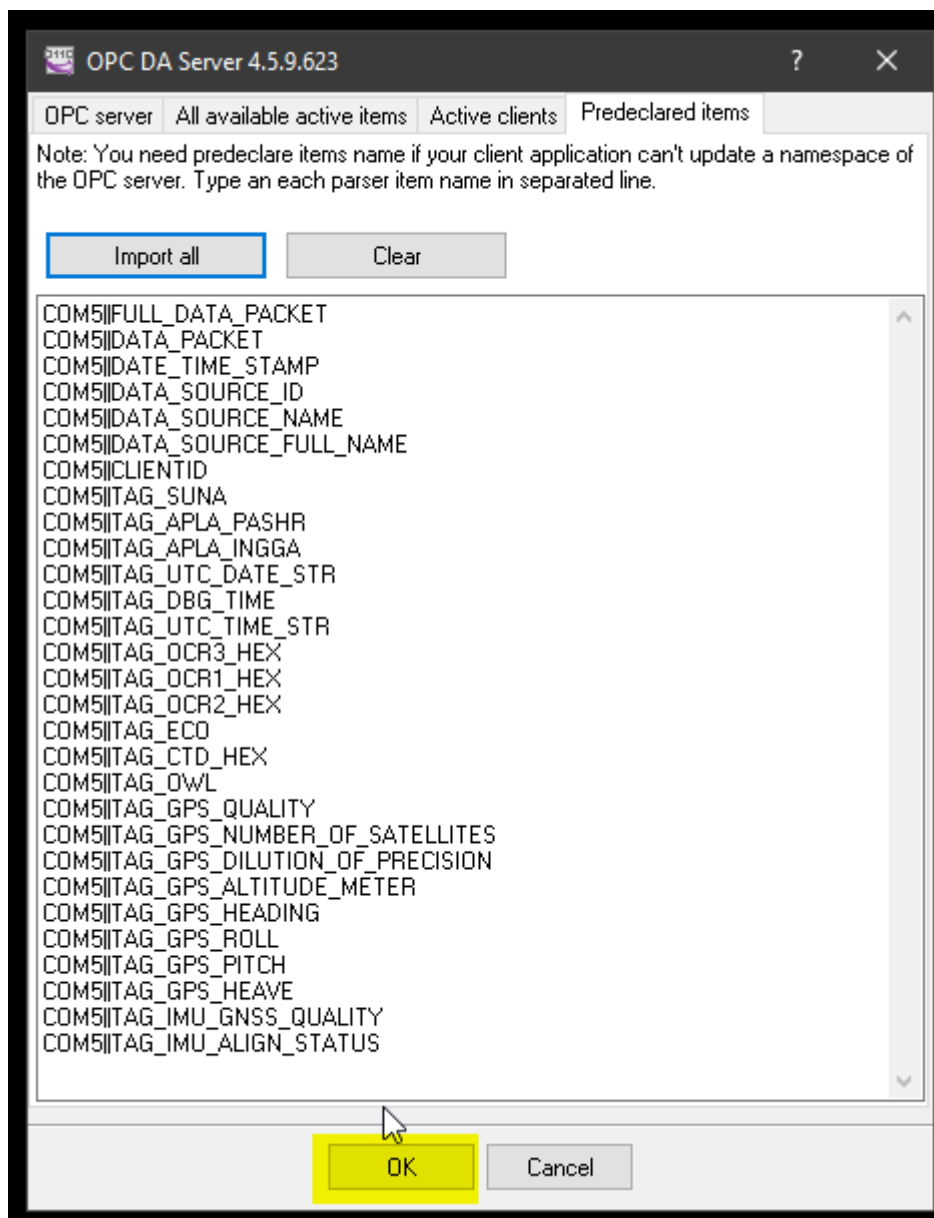 OPC DA Server 4.5.9.623
OPC server All available active items Active clients Predeclared items
Note: You need predeclare items name if your client application can't update a namespace of
the OPC server. Type an each parser item name in separated line.
Import all Clear
COM5||FULL_DATA_PACKET
COM5||DATA_PACKET
COM5||DATE_TIME_STAMP
COM5||DATA_SOURCE_ID
COM5||DATA_SOURCE_NAME
COM5||DATA_SOURCE_FULL_NAME
COM5||CLIENTID
COM5||TAG_SUNA
COM5||TAG_APLA_PASHR
COM5||TAG_APLA_INGGA
COM5||TAG_UTC_DATE_STR
COM5||TAG_DBG_TIME
COM5||TAG_UTC_TIME_STR
COM5||TAG_OCR3_HEX
COM5||TAG_OCR1_HEX
COM5||TAG_OCR2_HEX
COM5||TAG_ECO
COM5||TAG_CTD_HEX
COM5||TAG_OWL
COM5||TAG_GPS_QUALITY
COM5||TAG_GPS_NUMBER_OF_SATELLITES
COM5||TAG_GPS_DILUTION_OF_PRECISION
COM5||TAG_GPS_ALTITUDE_METER
COM5||TAG_GPS_HEADING
COM5||TAG_GPS_ROLL
COM5||TAG_GPS_PITCH
COM5||TAG_GPS_HEAVE
COM5||TAG_IMU_GNSS_QUALITY
COM5||TAG_IMU_ALIGN_STATUS
OK Cancel